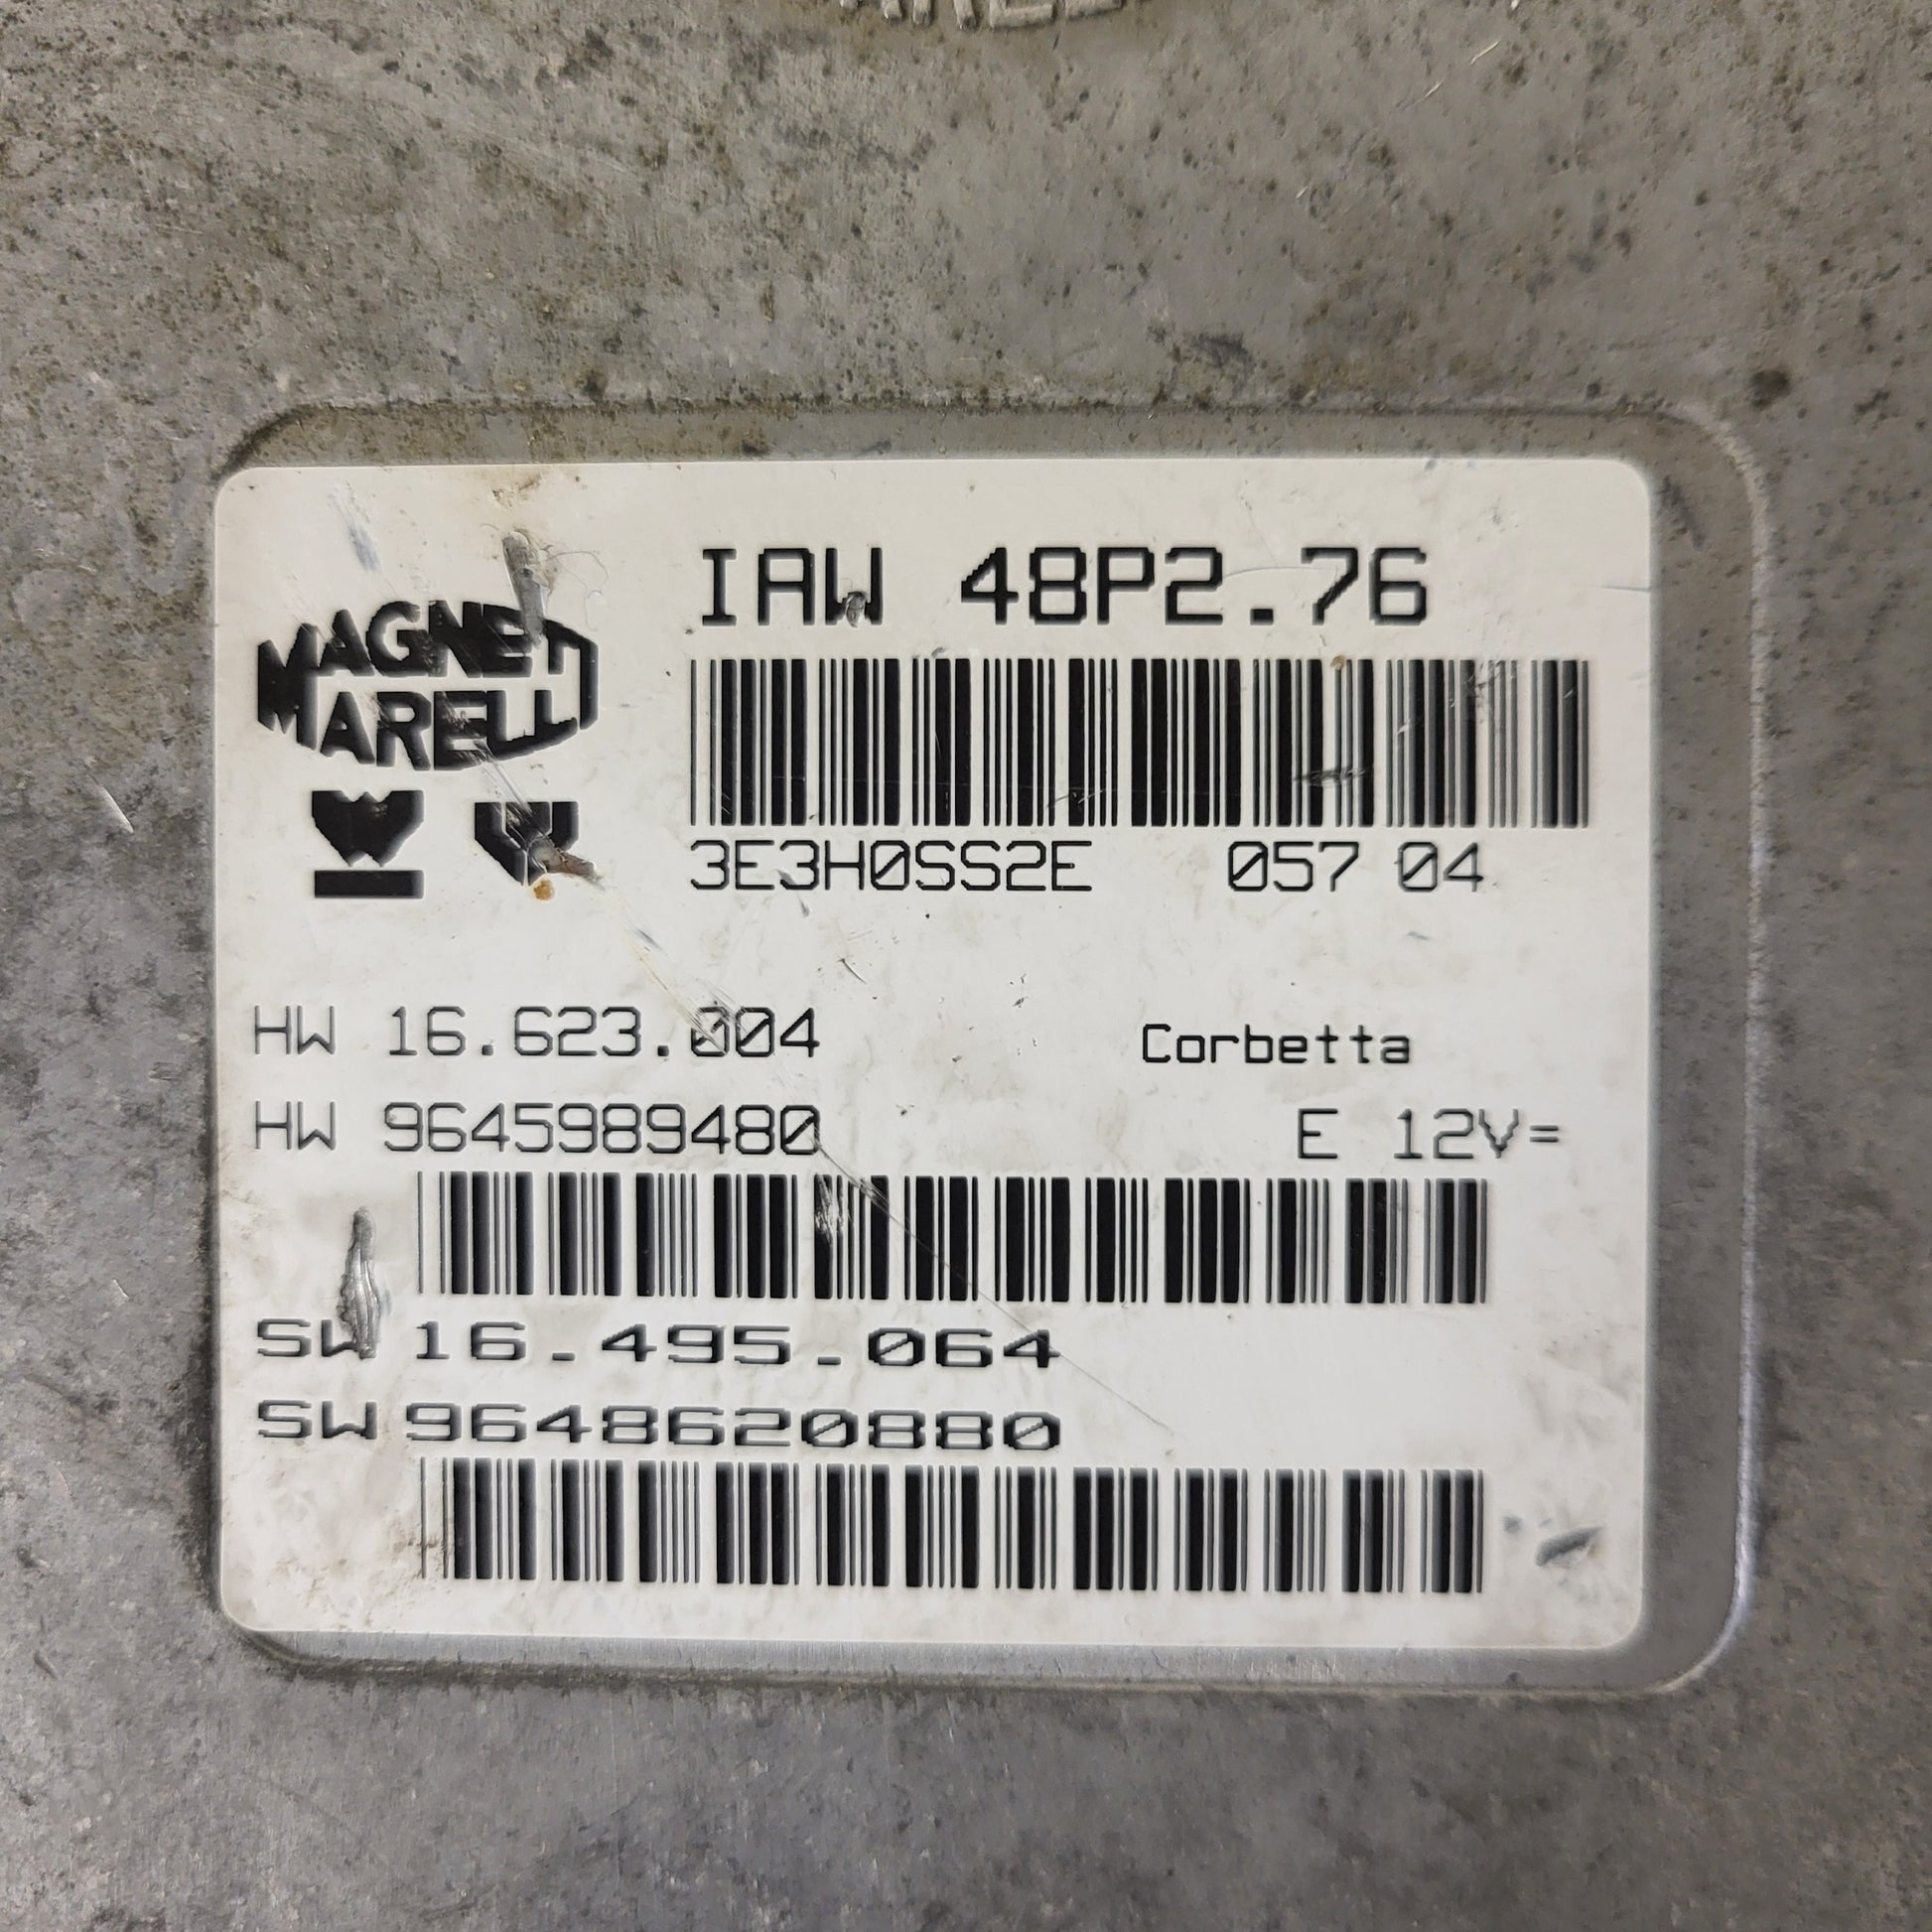 IAW 48P2.76
MAGNETI
MARELLI
3E3H0SS2E 057 04
HW 16.623.004 Corbetta
HW 9645989480 E 12V=
SW 16.495.064
SW 9648620880